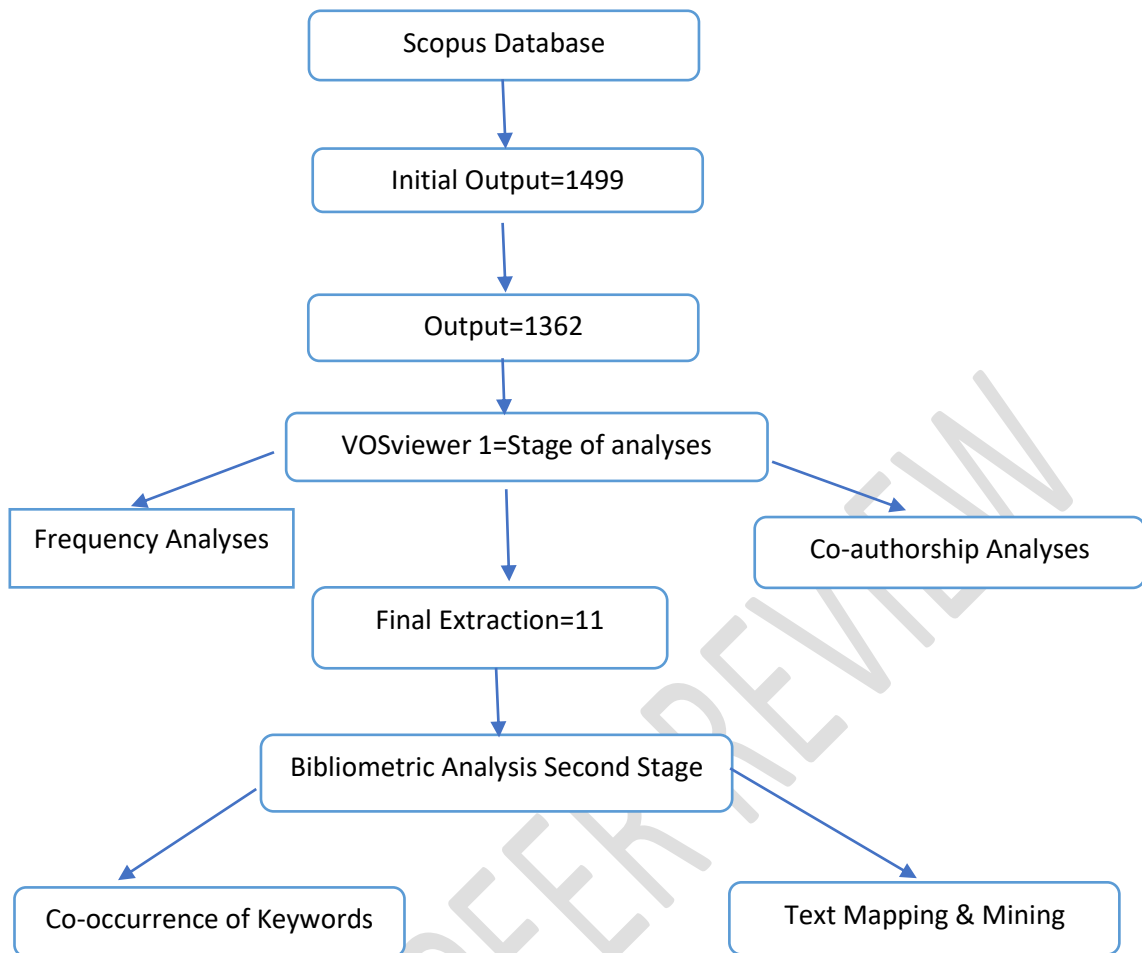 Scopus Database
Initial Output=1499
Output=1362
VOSviewer 1=Stage of analyses
Frequency Analyses
Co-authorship Analyses
Final Extraction=11
Bibliometric Analysis Second Stage
Co-occurrence of Keywords
Text Mapping & Mining
EER REVIEW